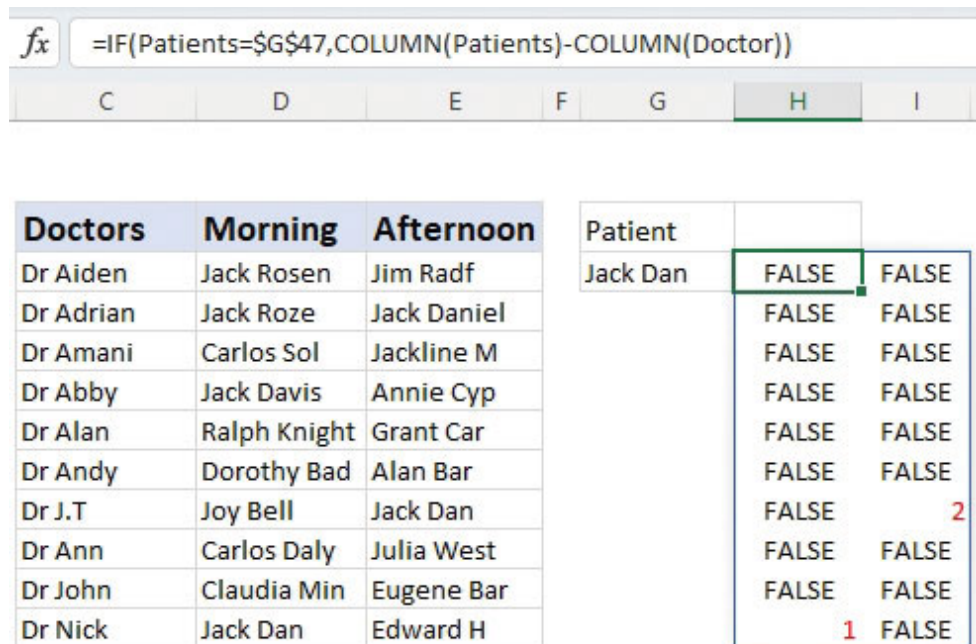 fx =IF(Patients=$G$47,COLUMN(Patients)-COLUMN(Doctor))
C D E F G H I
Doctors Morning Afternoon Patient
Dr Aiden Jack Rosen Jim Radf Jack Dan FALSE FALSE
Dr Adrian Jack Roze Jack Daniel FALSE FALSE
Dr Amani Carlos Sol Jackline M FALSE FALSE
Dr Abby Jack Davis Annie Cyp FALSE FALSE
Dr Alan Ralph Knight Grant Car FALSE FALSE
Dr Andy Dorothy Bad Alan Bar FALSE FALSE
Dr J.T Joy Bell Jack Dan FALSE 2
Dr Ann Carlos Daly Julia West FALSE FALSE
Dr John Claudia Min Eugene Bar FALSE FALSE
Dr Nick Jack Dan Edward H 1 FALSE